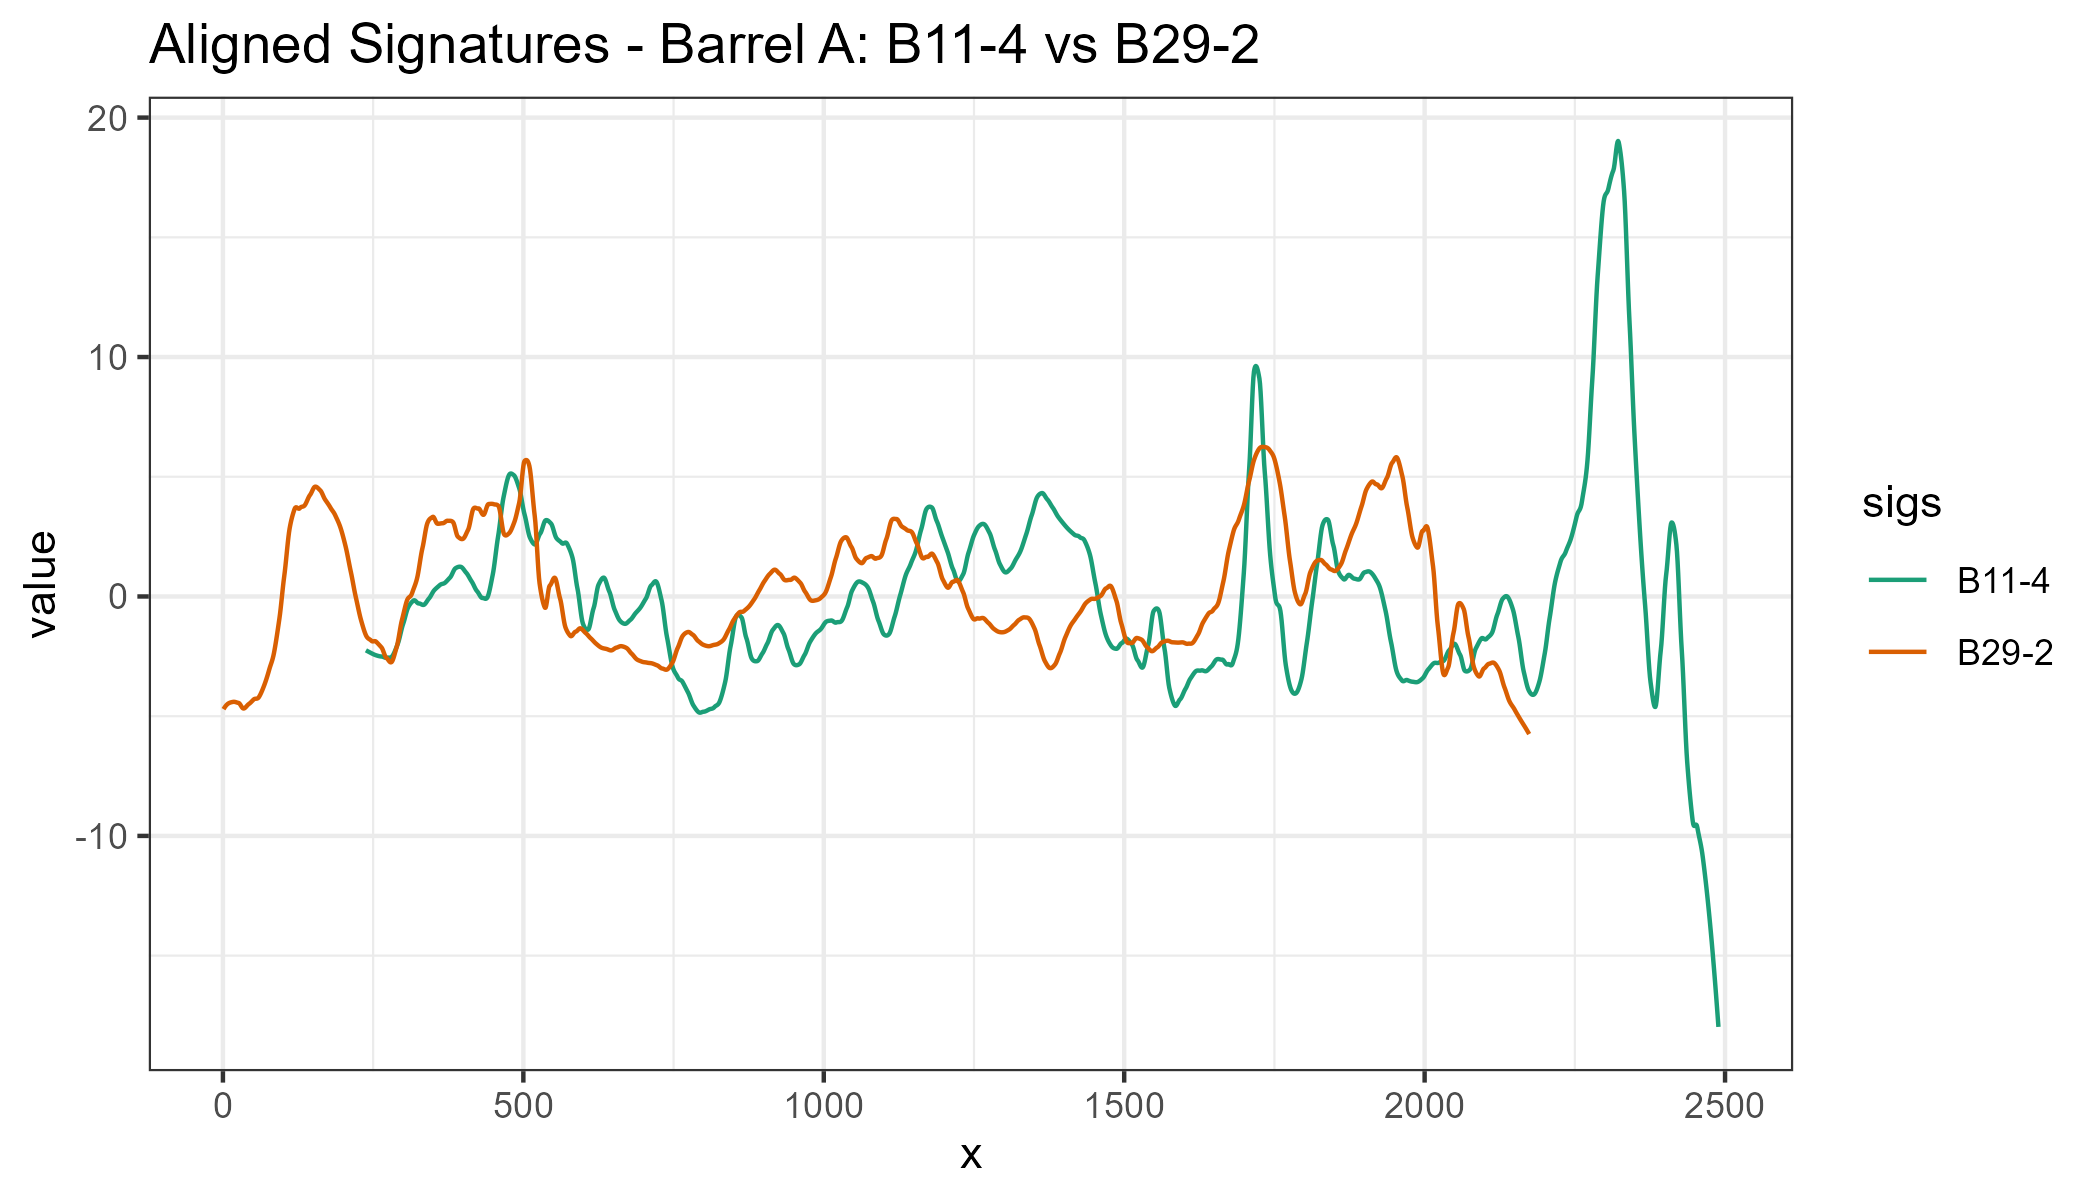 Aligned Signatures - Barrel A: B11-4 vs B29-2
20
10
0
-10
value
0 500 1000 1500 2000 2500
x
sigs
B11-4
B29-2